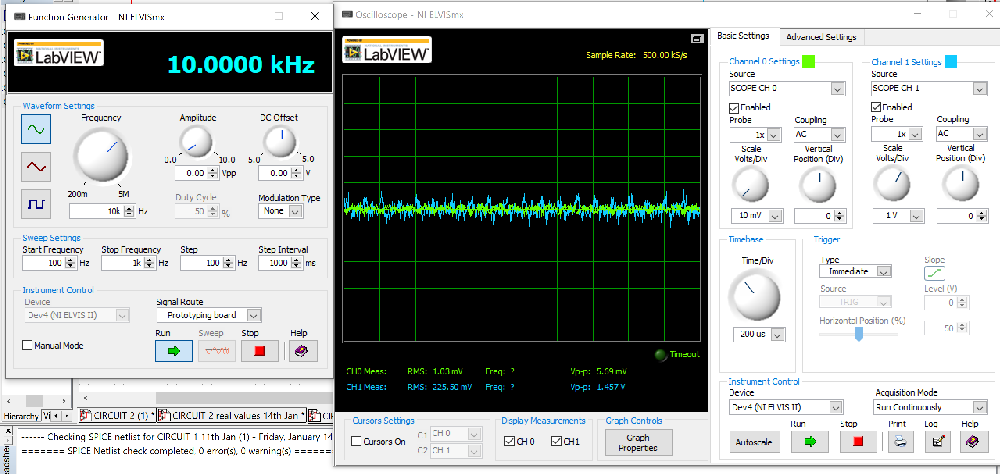 Function Generator - NI ELVISmx
POWERED BY
NATIONAL INSTRUMENTS
LabVIEW™
10.0000 kHz
Waveform Settings
Frequency
Amplitude
DC Offset
0.0
10.0
-5.0
5.0
0.00 Vpp
0.00 V
200m
5M
Duty Cycle
Modulation Type
10k Hz
50 %
None
Sweep Settings
Start Frequency
Stop Frequency
Step
Step Interval
100 Hz
1k Hz
100 Hz
1000 ms
Instrument Control
Device
Signal Route
Dev4 (NI ELVIS II)
Prototyping board
Run
Sweep
Stop
Help
Manual Mode
Hierarchy
Vi
CIRCUIT 2 (1) *
CIRCUIT 2 real values 14th Jan *
CI
------ Checking SPICE netlist for CIRCUIT 1 11th Jan (1) - Friday, January 14
======= SPICE Netlist check completed, 0 error(s), 0 warning(s) =======
eadshee
Oscilloscope - NI ELVISmx
POWERED BY
NATIONAL INSTRUMENTS
LabVIEW™
Sample Rate: 500.00 kS/s
Timeout
CH0 Meas: RMS: 1.03 mV Freq: ? Vp-p: 5.69 mV
CH1 Meas: RMS: 225.50 mV Freq: ? Vp-p: 1.457 V
Cursors Settings
Cursors On
C1 CH 0
C2 CH 1
Display Measurements
CH 0
CH1
Graph Controls
Graph
Properties
Basic Settings
Advanced Settings
Channel 0 Settings
Source
SCOPE CH 0
Enabled
Probe
Coupling
1x
AC
Scale
Volts/Div
Vertical
Position (Div)
10 mV
0
Channel 1 Settings
Source
SCOPE CH 1
Enabled
Probe
Coupling
1x
AC
Scale
Volts/Div
Vertical
Position (Div)
1 V
0
Timebase
Time/Div
200 us
Trigger
Type
Immediate
Slope
Source
TRIG
Level (V)
0
Horizontal Position (%)
50
Instrument Control
Device
Acquisition Mode
Dev4 (NI ELVIS II)
Run Continuously
Autoscale
Run
Stop
Print
Log
Help